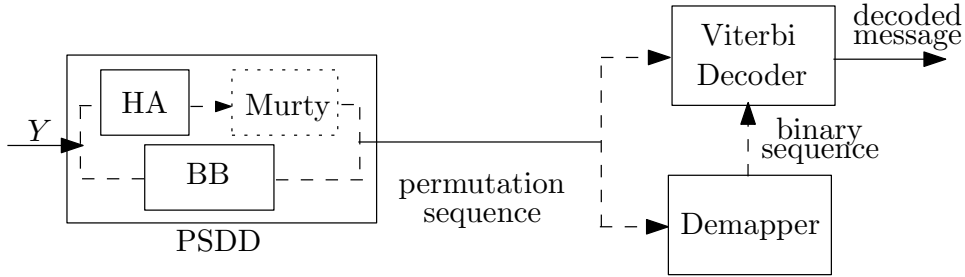 Y
HA
Murty
BB
PSDD
permutation
sequence
Viterbi
Decoder
decoded
message
binary
sequence
Demapper